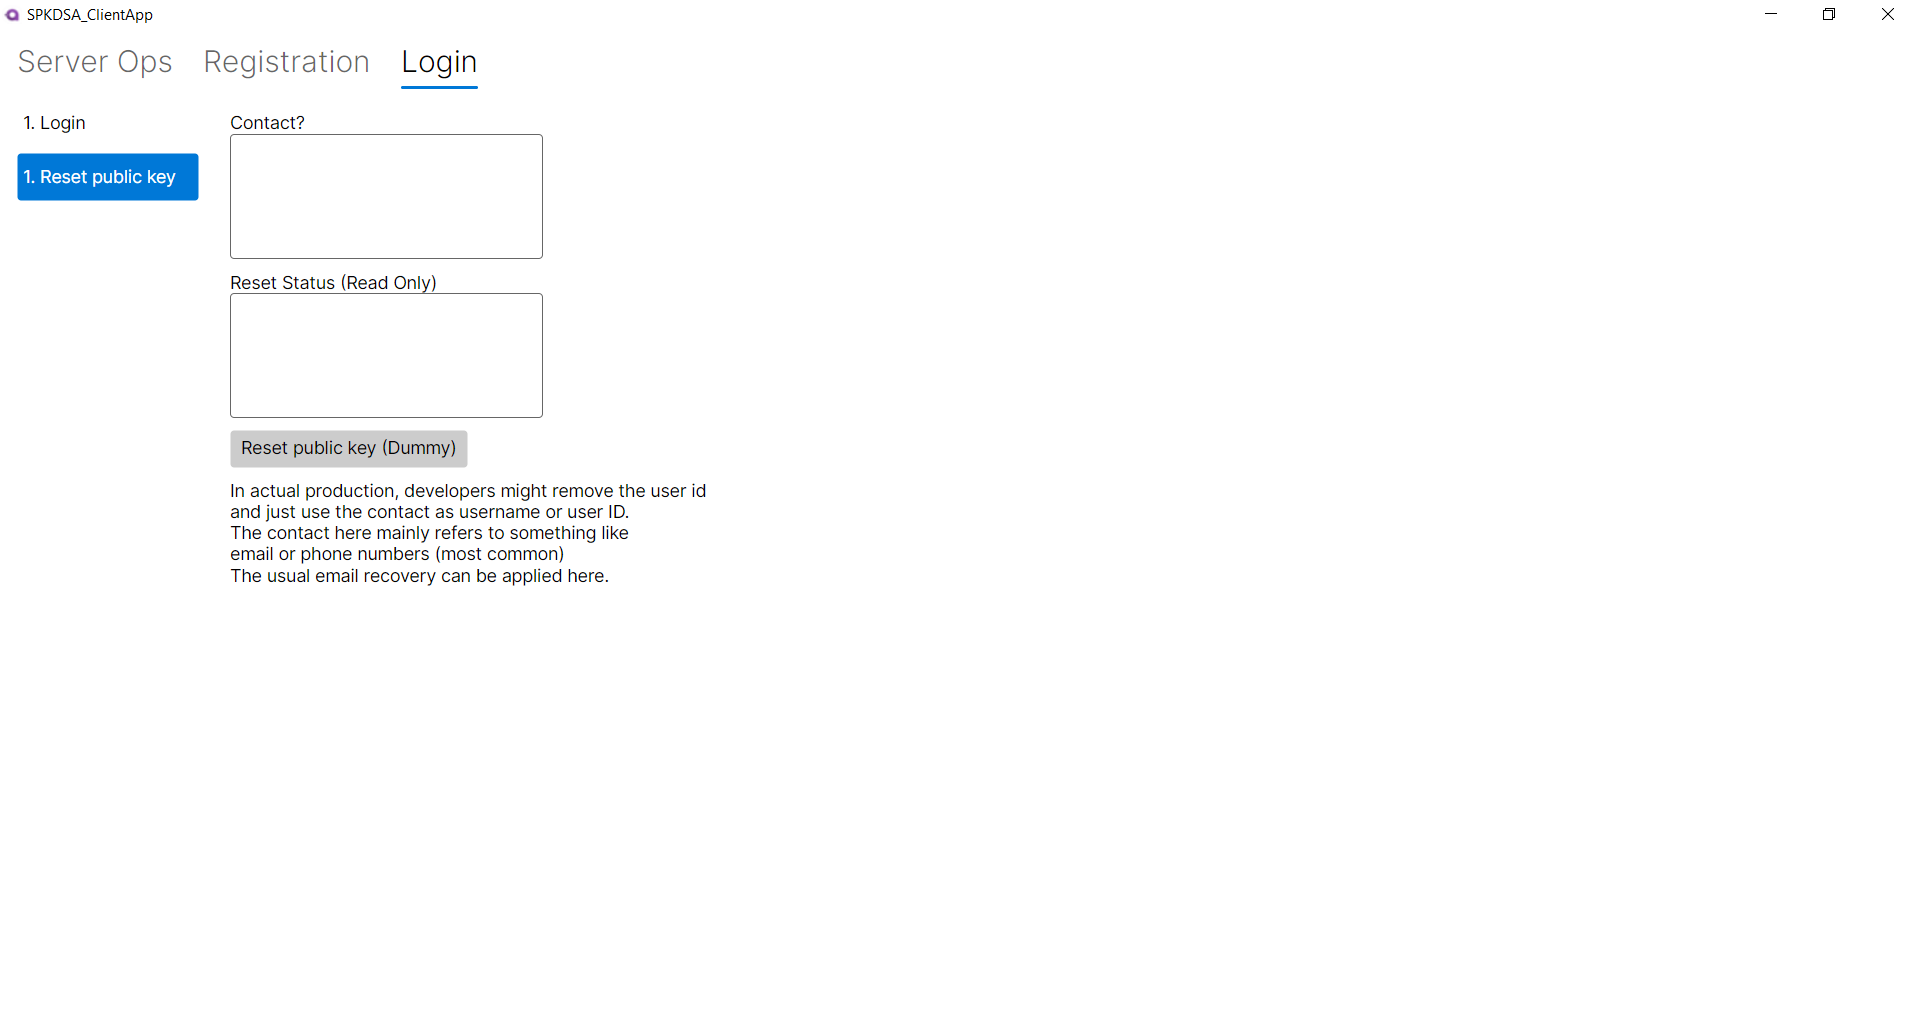 SPKDSA_ClientApp
Server Ops Registration Login
1. Login
1. Reset public key
Contact?
Reset Status (Read Only)
Reset public key (Dummy)
In actual production, developers might remove the user id
and just use the contact as username or user ID.
The contact here mainly refers to something like
email or phone numbers (most common)
The usual email recovery can be applied here.